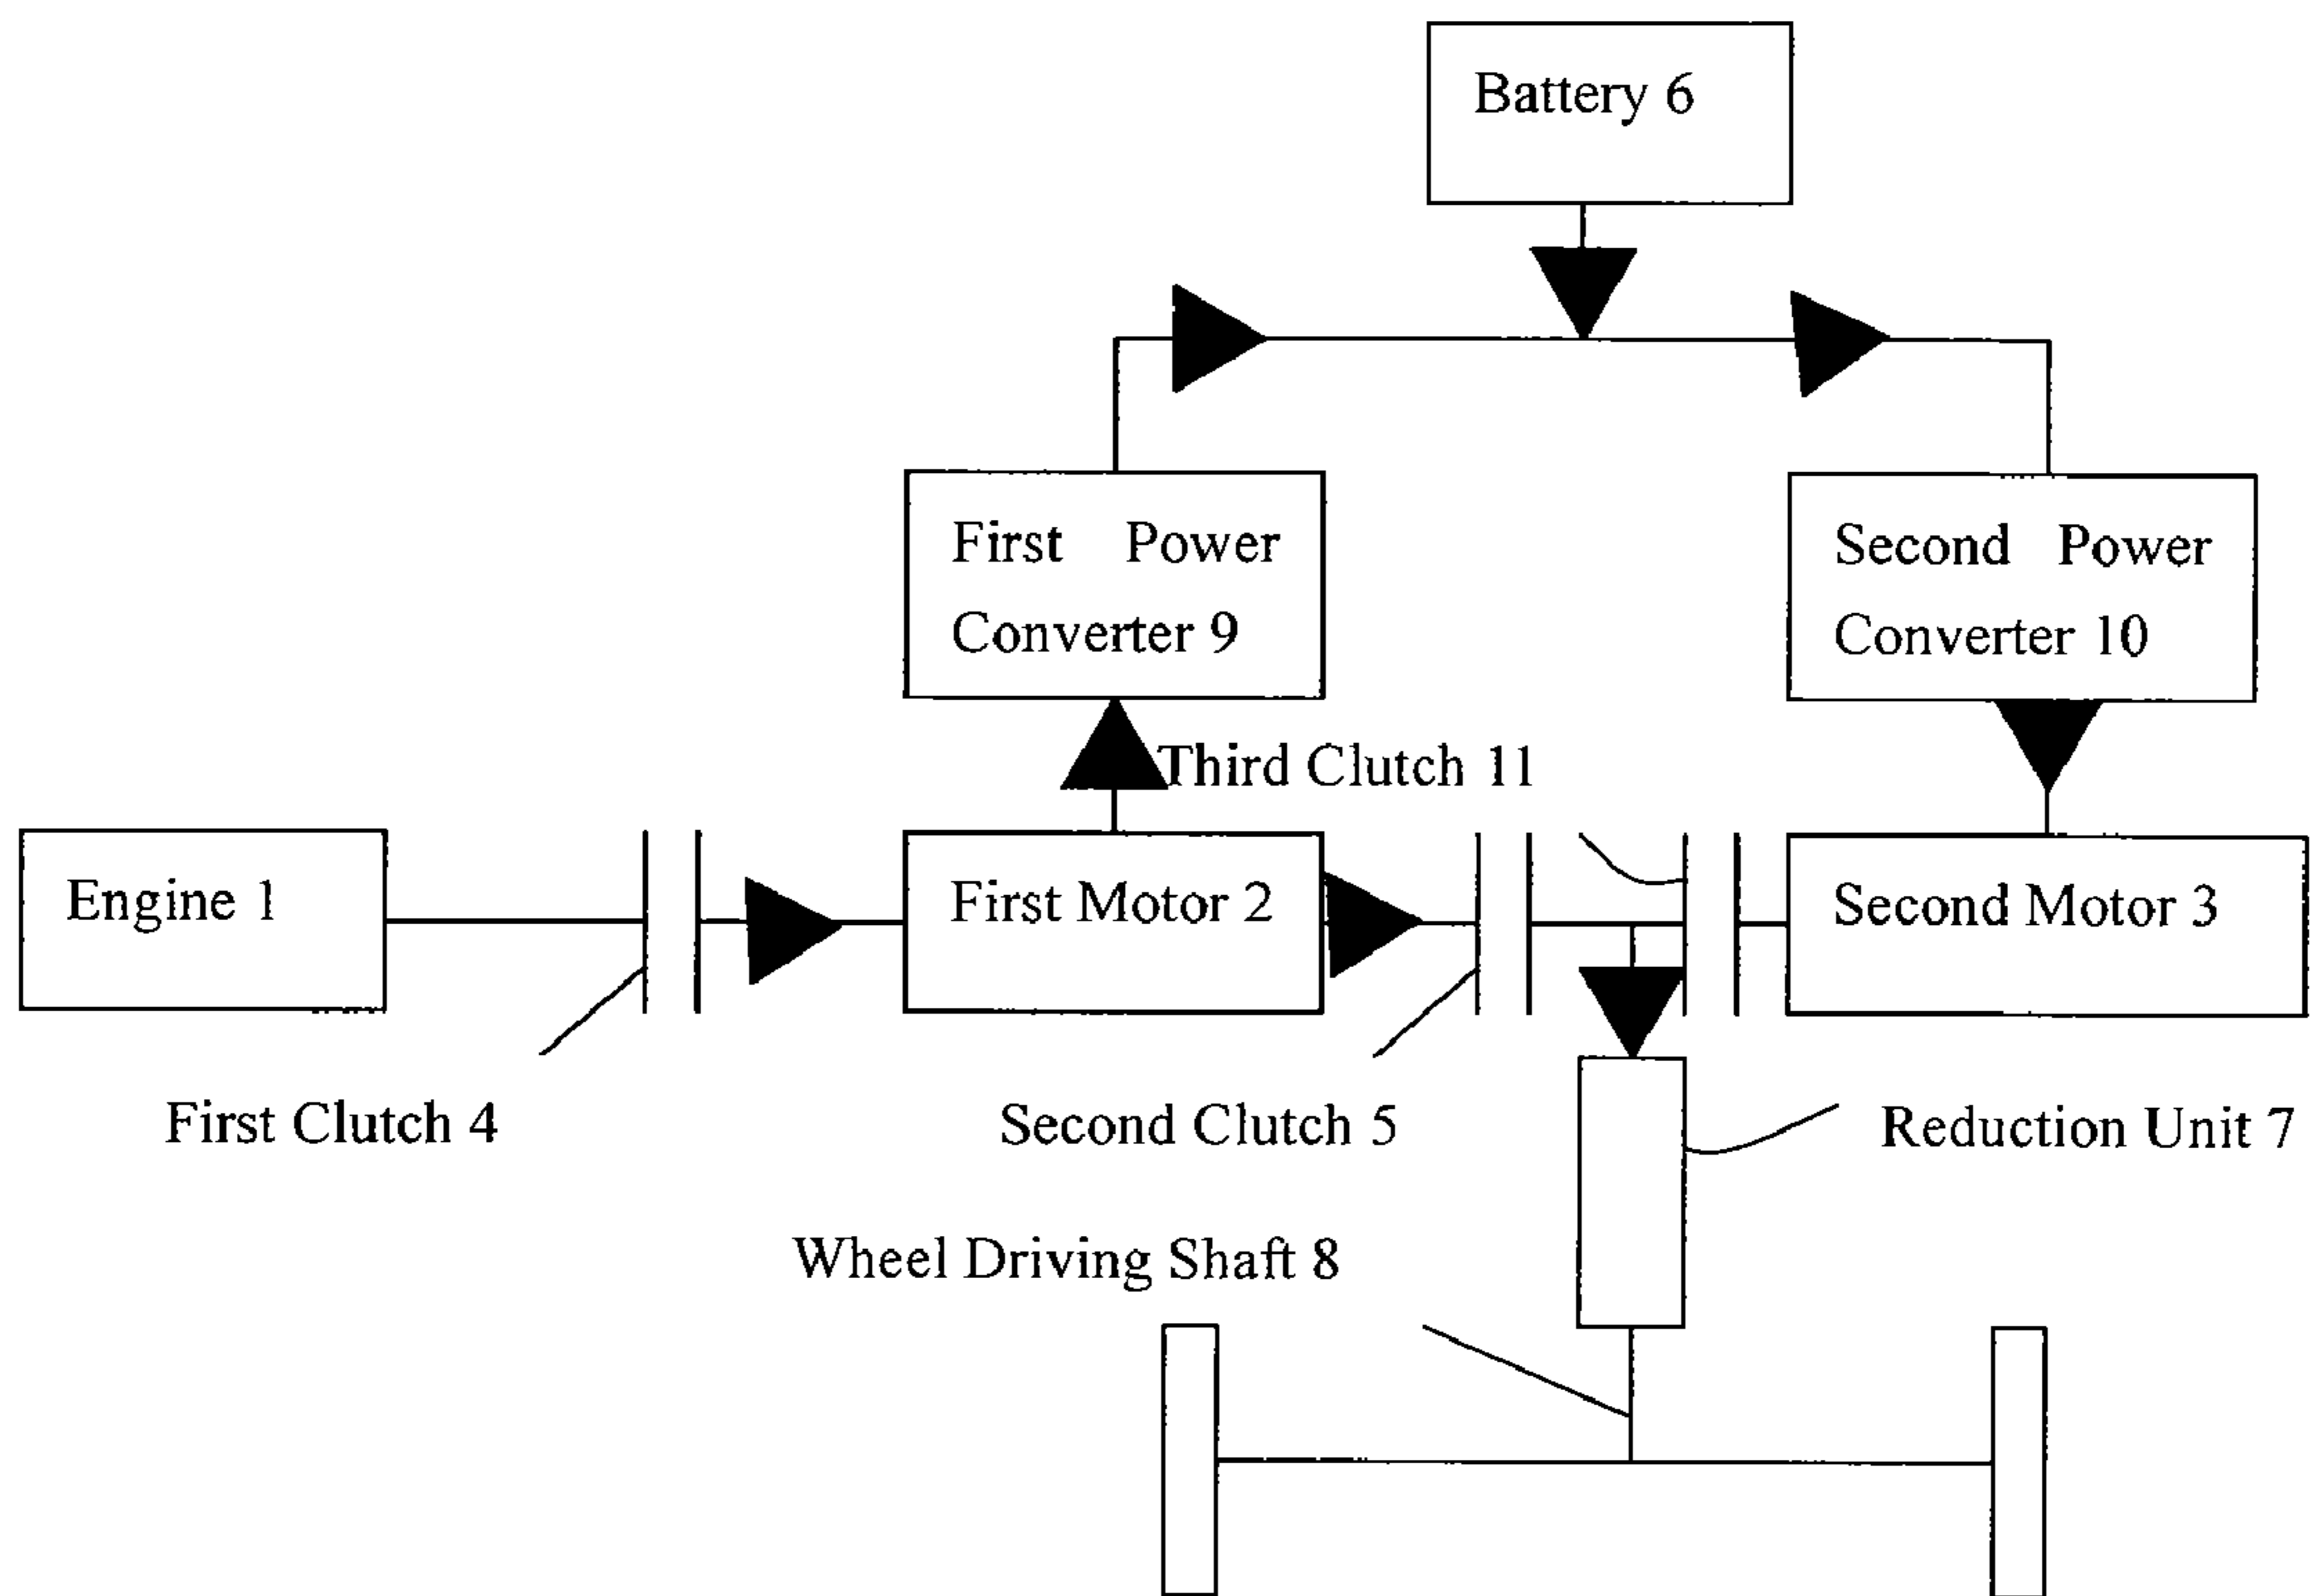 Battery 6
First Power
Converter 9
Second Power
Converter 10
Third Clutch 11
Engine 1
First Motor 2
Second Motor 3
First Clutch 4
Second Clutch 5
Reduction Unit 7
Wheel Driving Shaft 8